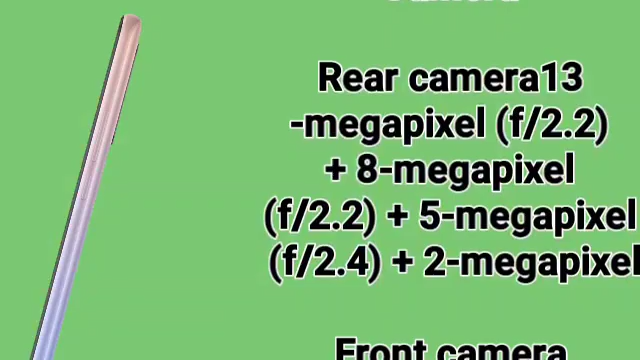 Rear camera13
-megapixel (f/2.2)
+ 8-megapixel
(f/2.2) + 5-megapixel
(f/2.4) + 2-megapixel
Front camera